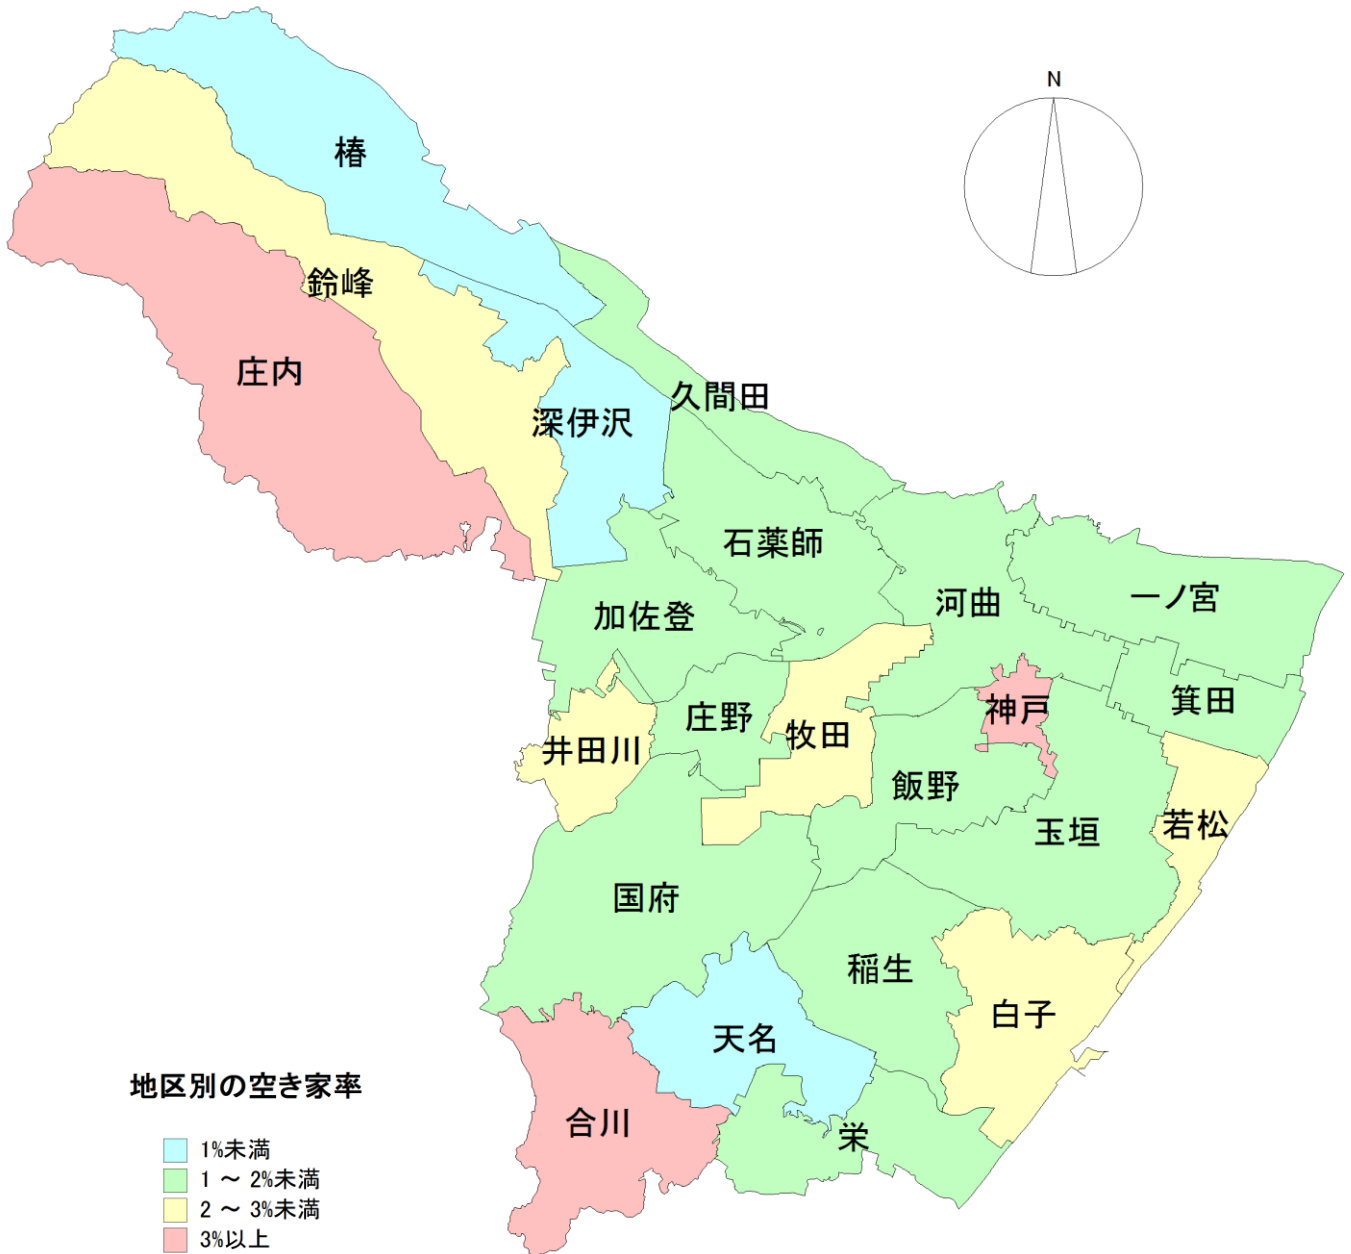 N
椿
鈴峰
庄内
久間田
深伊沢
石薬師
加佐登
河曲
一ノ宮
庄野
牧田
神戸
箕田
井田川
飯野
玉垣
若松
国府
稲生
白子
天名
合川
栄
地区別の空き家率
1%未満
1 ～ 2%未満
2 ～ 3%未満
3%以上